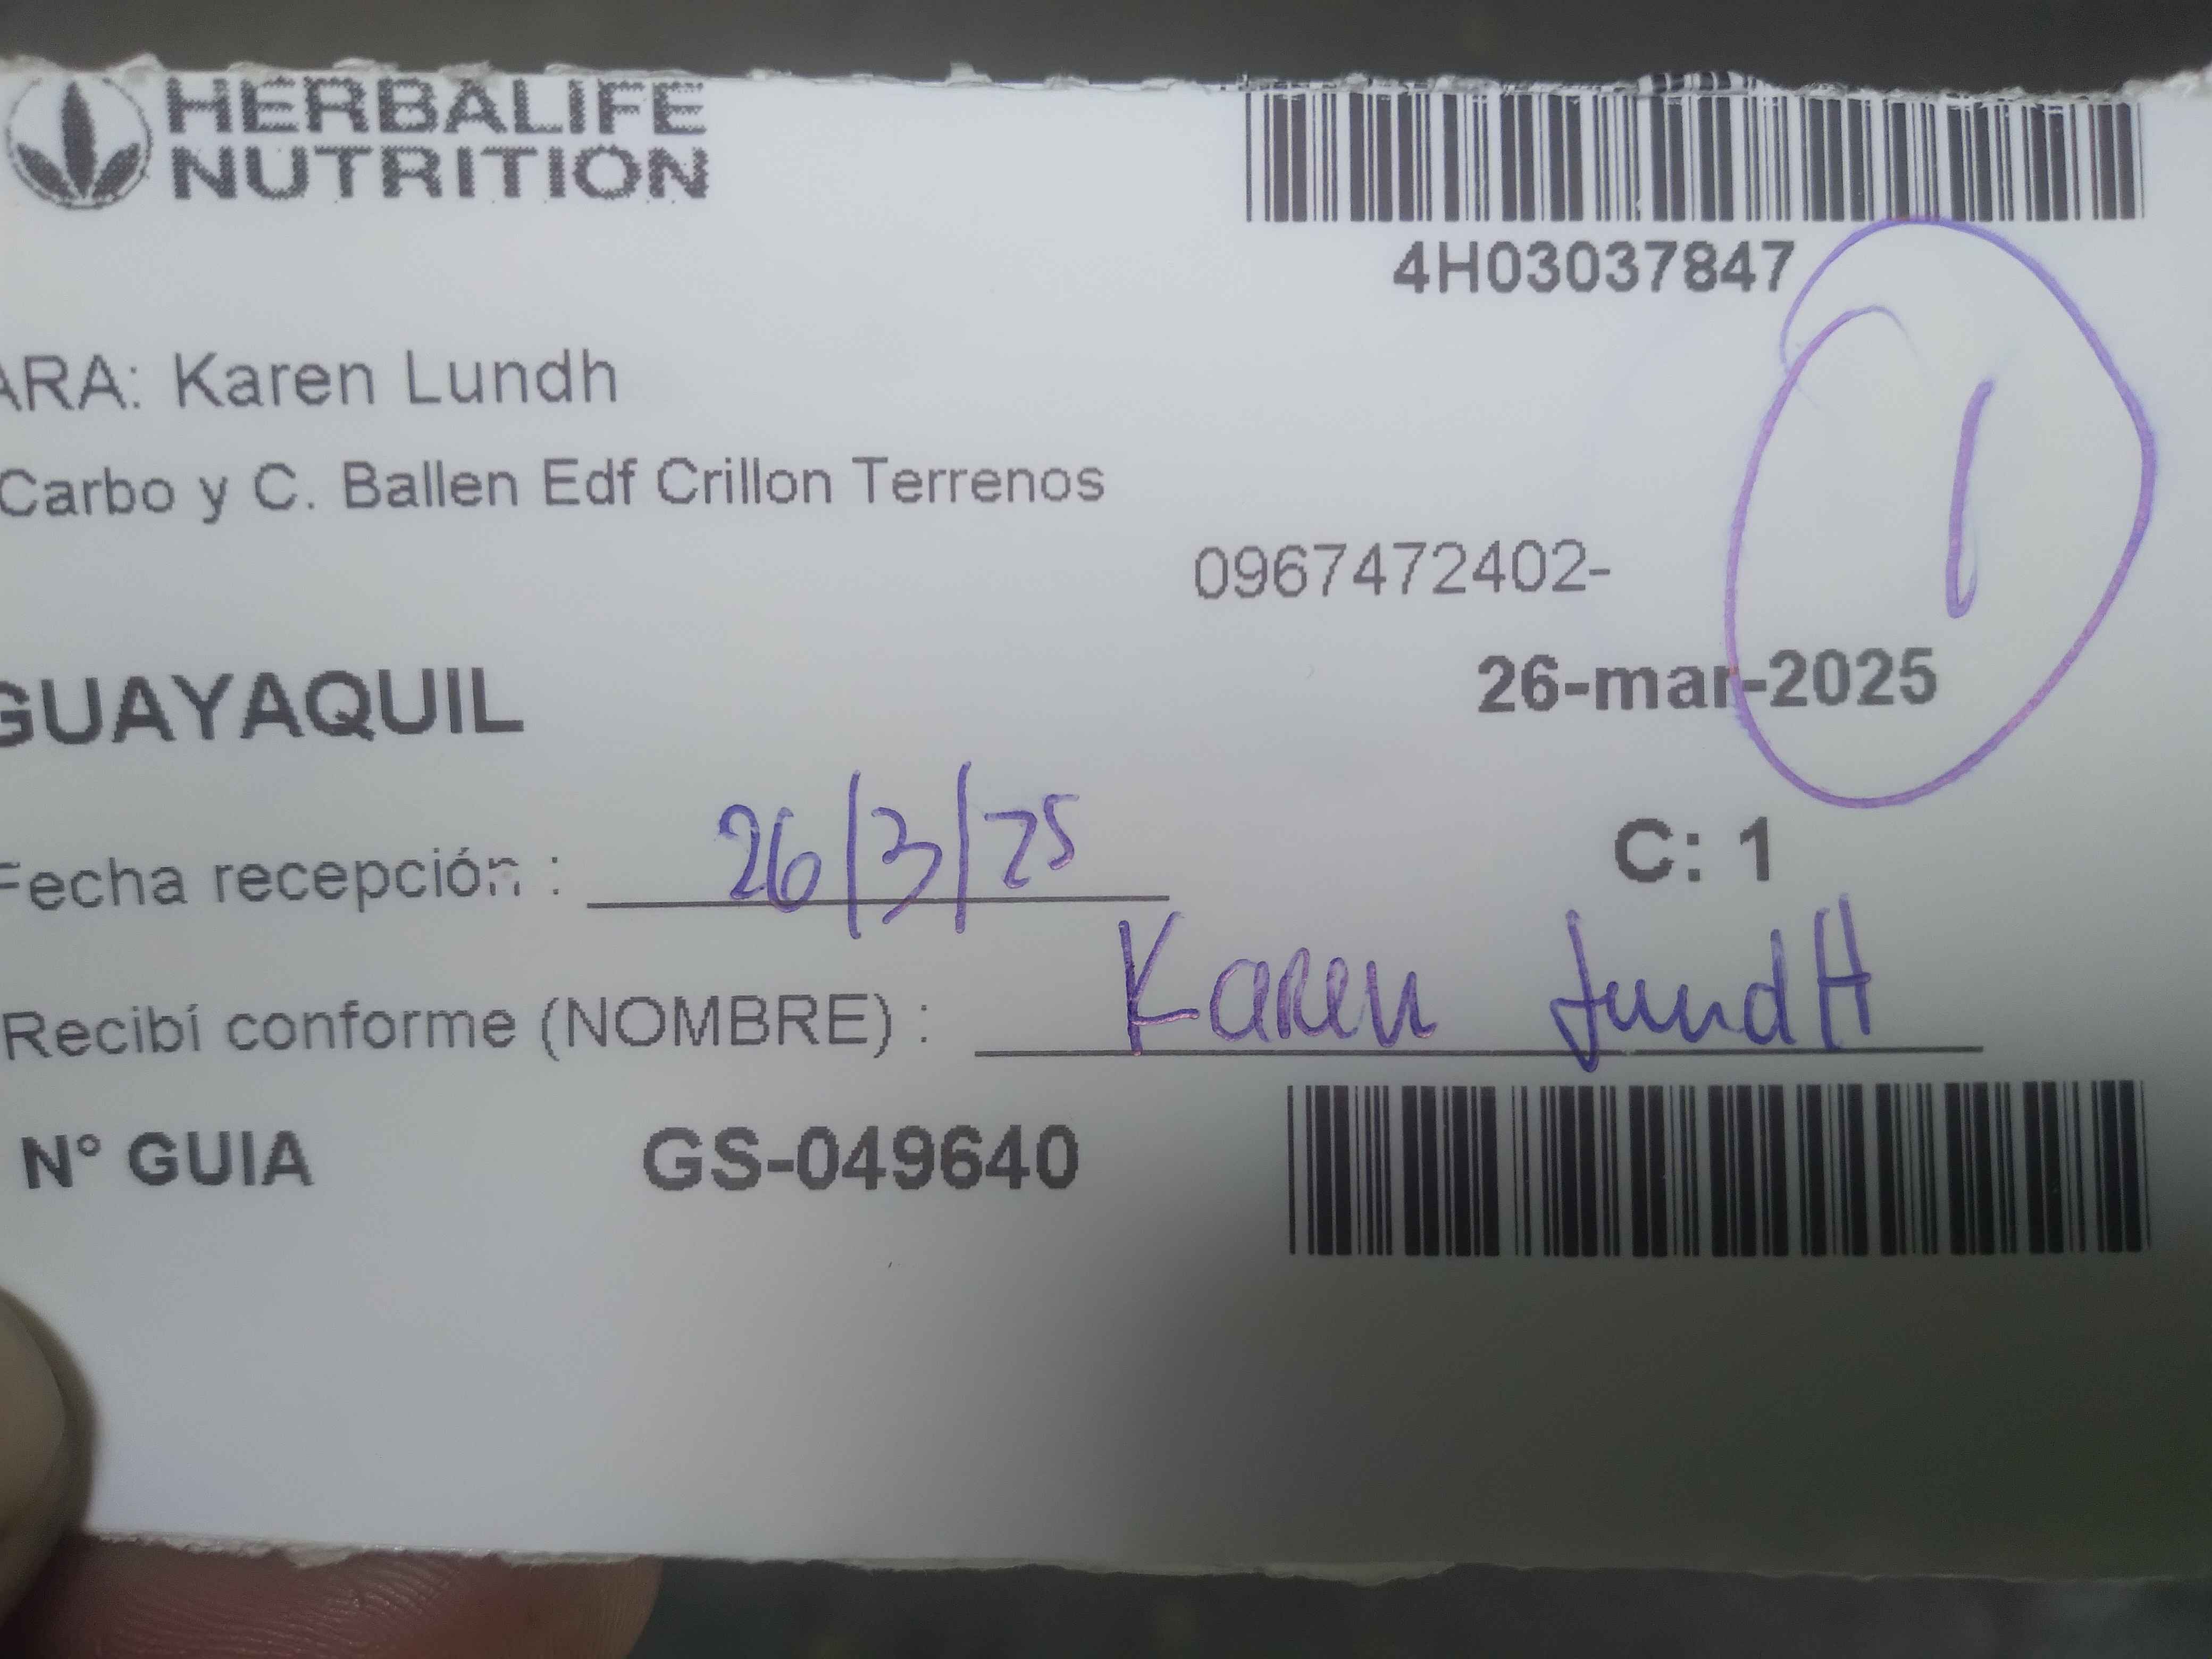 HERBALIFE
NUTRITION
4H03037847
ARA: Karen Lundh
Carbo y C. Ballen Edf Crillon Terrenos
0967472402-
1
GUAYAQUIL
26-mar-2025
Fecha recepción : 26/3/25
C: 1
Recibí conforme (NOMBRE) : Karen LundH
N° GUIA GS-049640